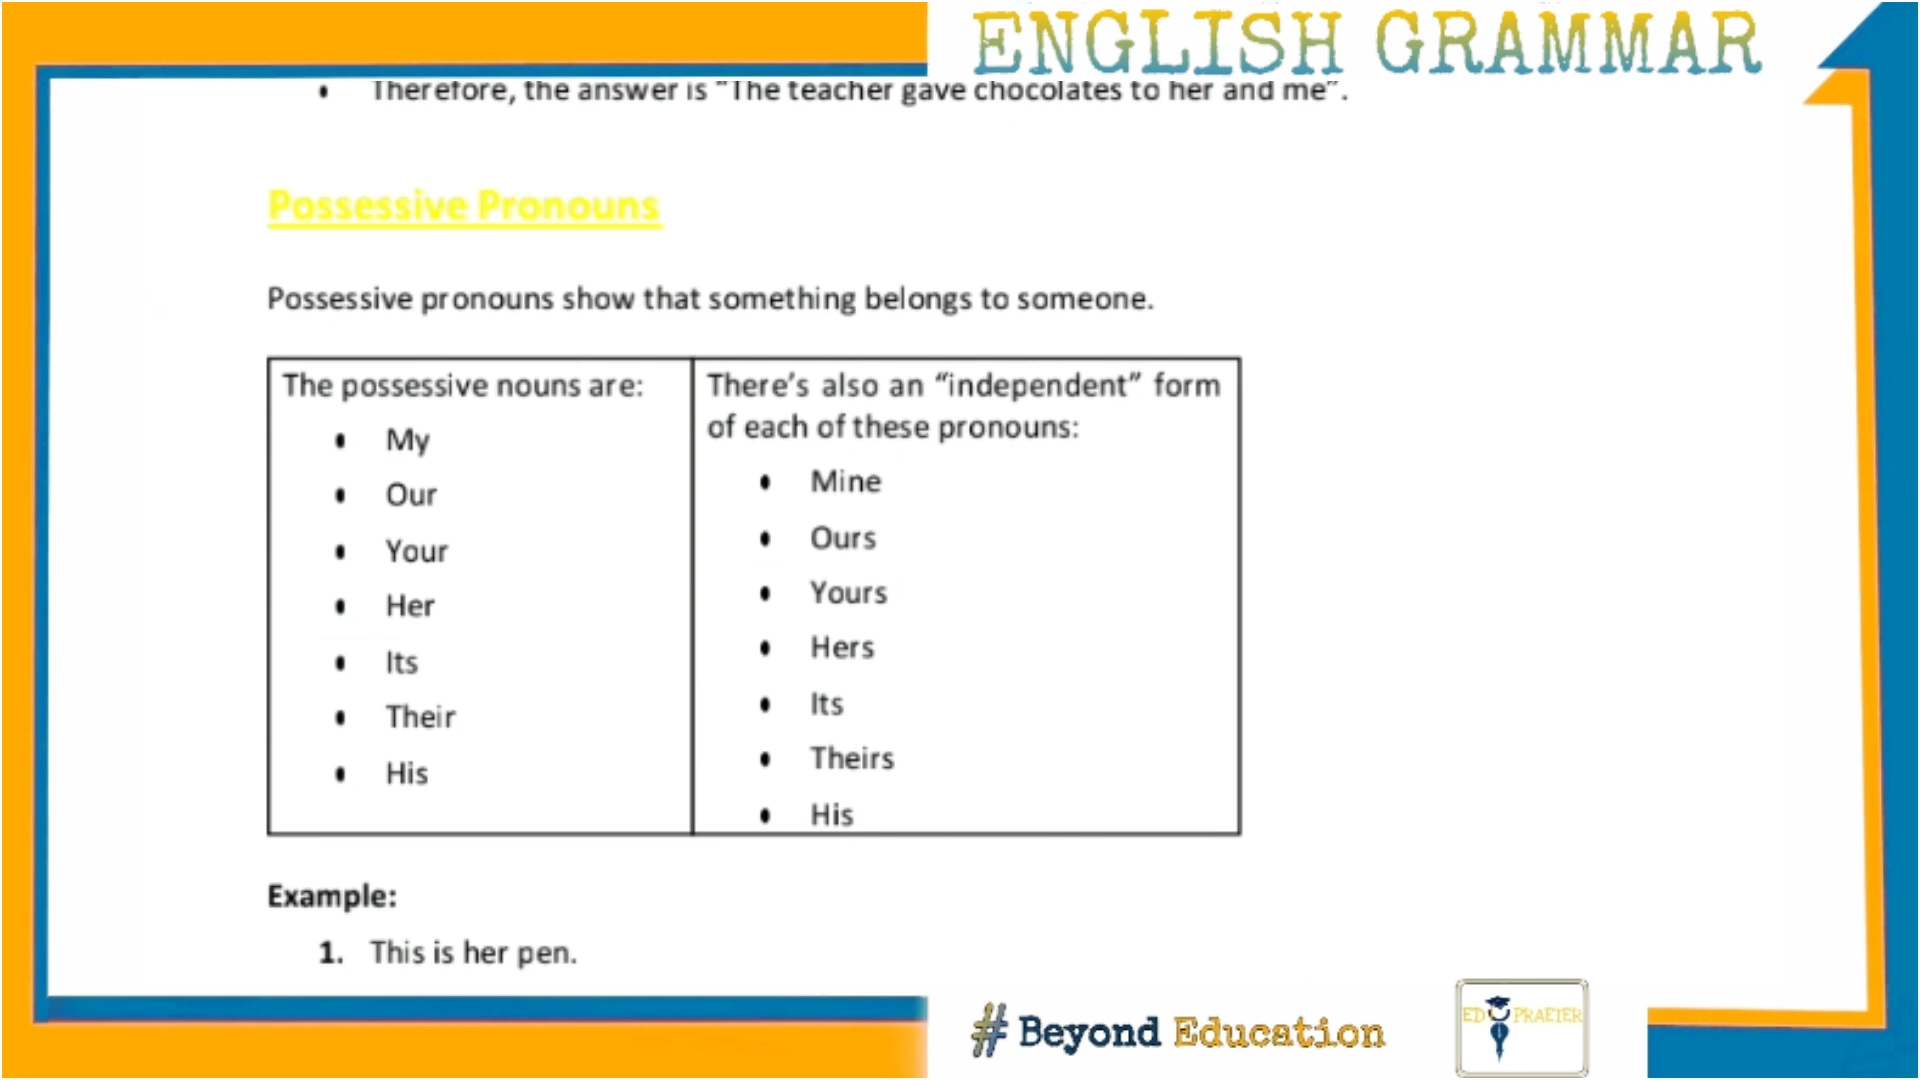 ENGLISH GRAMMAR
• Therefore, the answer is “The teacher gave chocolates to her and me”.
Possessive Pronouns
Possessive pronouns show that something belongs to someone.
The possessive nouns are:
• My
• Our
• Your
• Her
• Its
• Their
• His
There’s also an “independent” form
of each of these pronouns:
• Mine
• Ours
• Yours
• Hers
• Its
• Theirs
• His
Example:
1. This is her pen.
# Beyond Education
EDUPRAETER